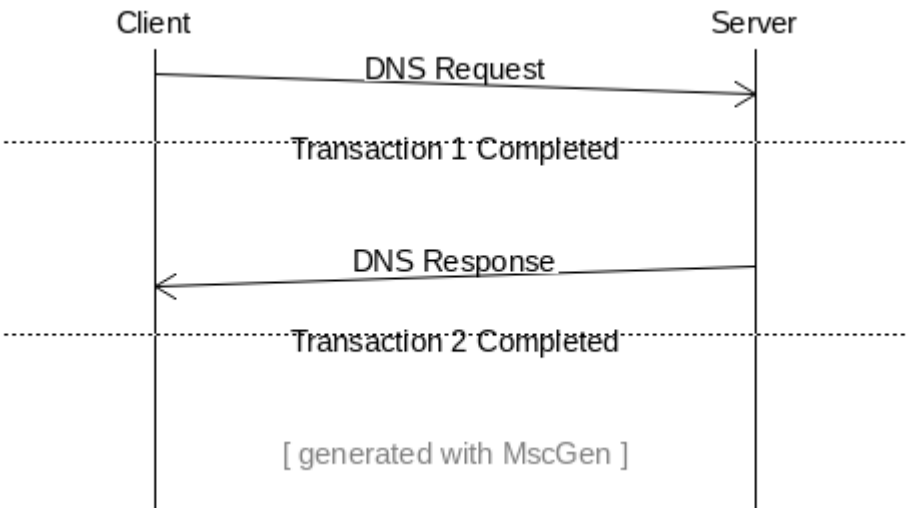 Client Server
DNS Request
Transaction 1 Completed
DNS Response
Transaction 2 Completed
[ generated with MscGen ]